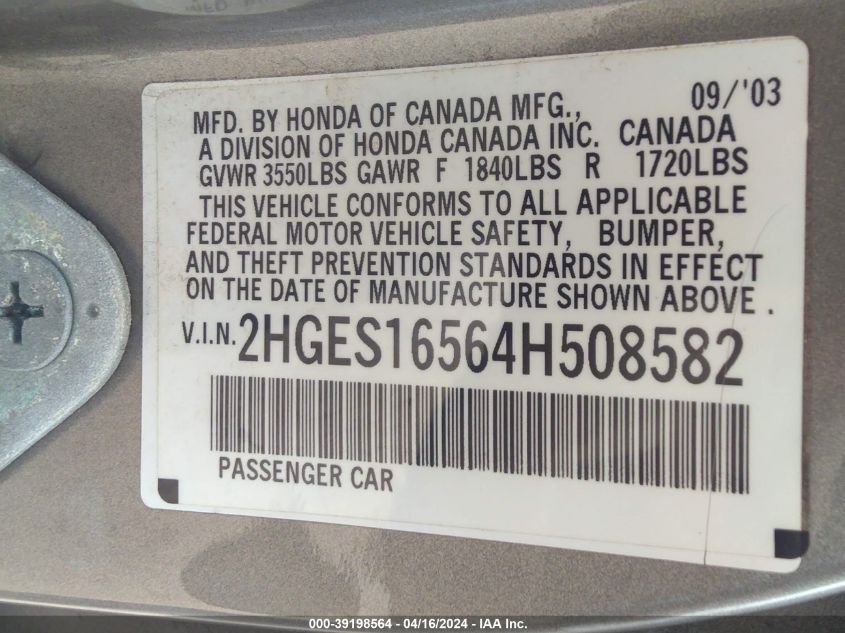 MFD. BY HONDA OF CANADA MFG., 09/'03
A DIVISION OF HONDA CANADA INC. CANADA
GVWR 3550LBS GAWR F 1840LBS R 1720LBS
THIS VEHICLE CONFORMS TO ALL APPLICABLE
FEDERAL MOTOR VEHICLE SAFETY, BUMPER,
AND THEFT PREVENTION STANDARDS IN EFFECT
ON THE DATE OF MANUFACTURE SHOWN ABOVE .
V.I.N. 2HGES16564H508582
PASSENGER CAR
000-39198564 - 04/16/2024 - IAA Inc.